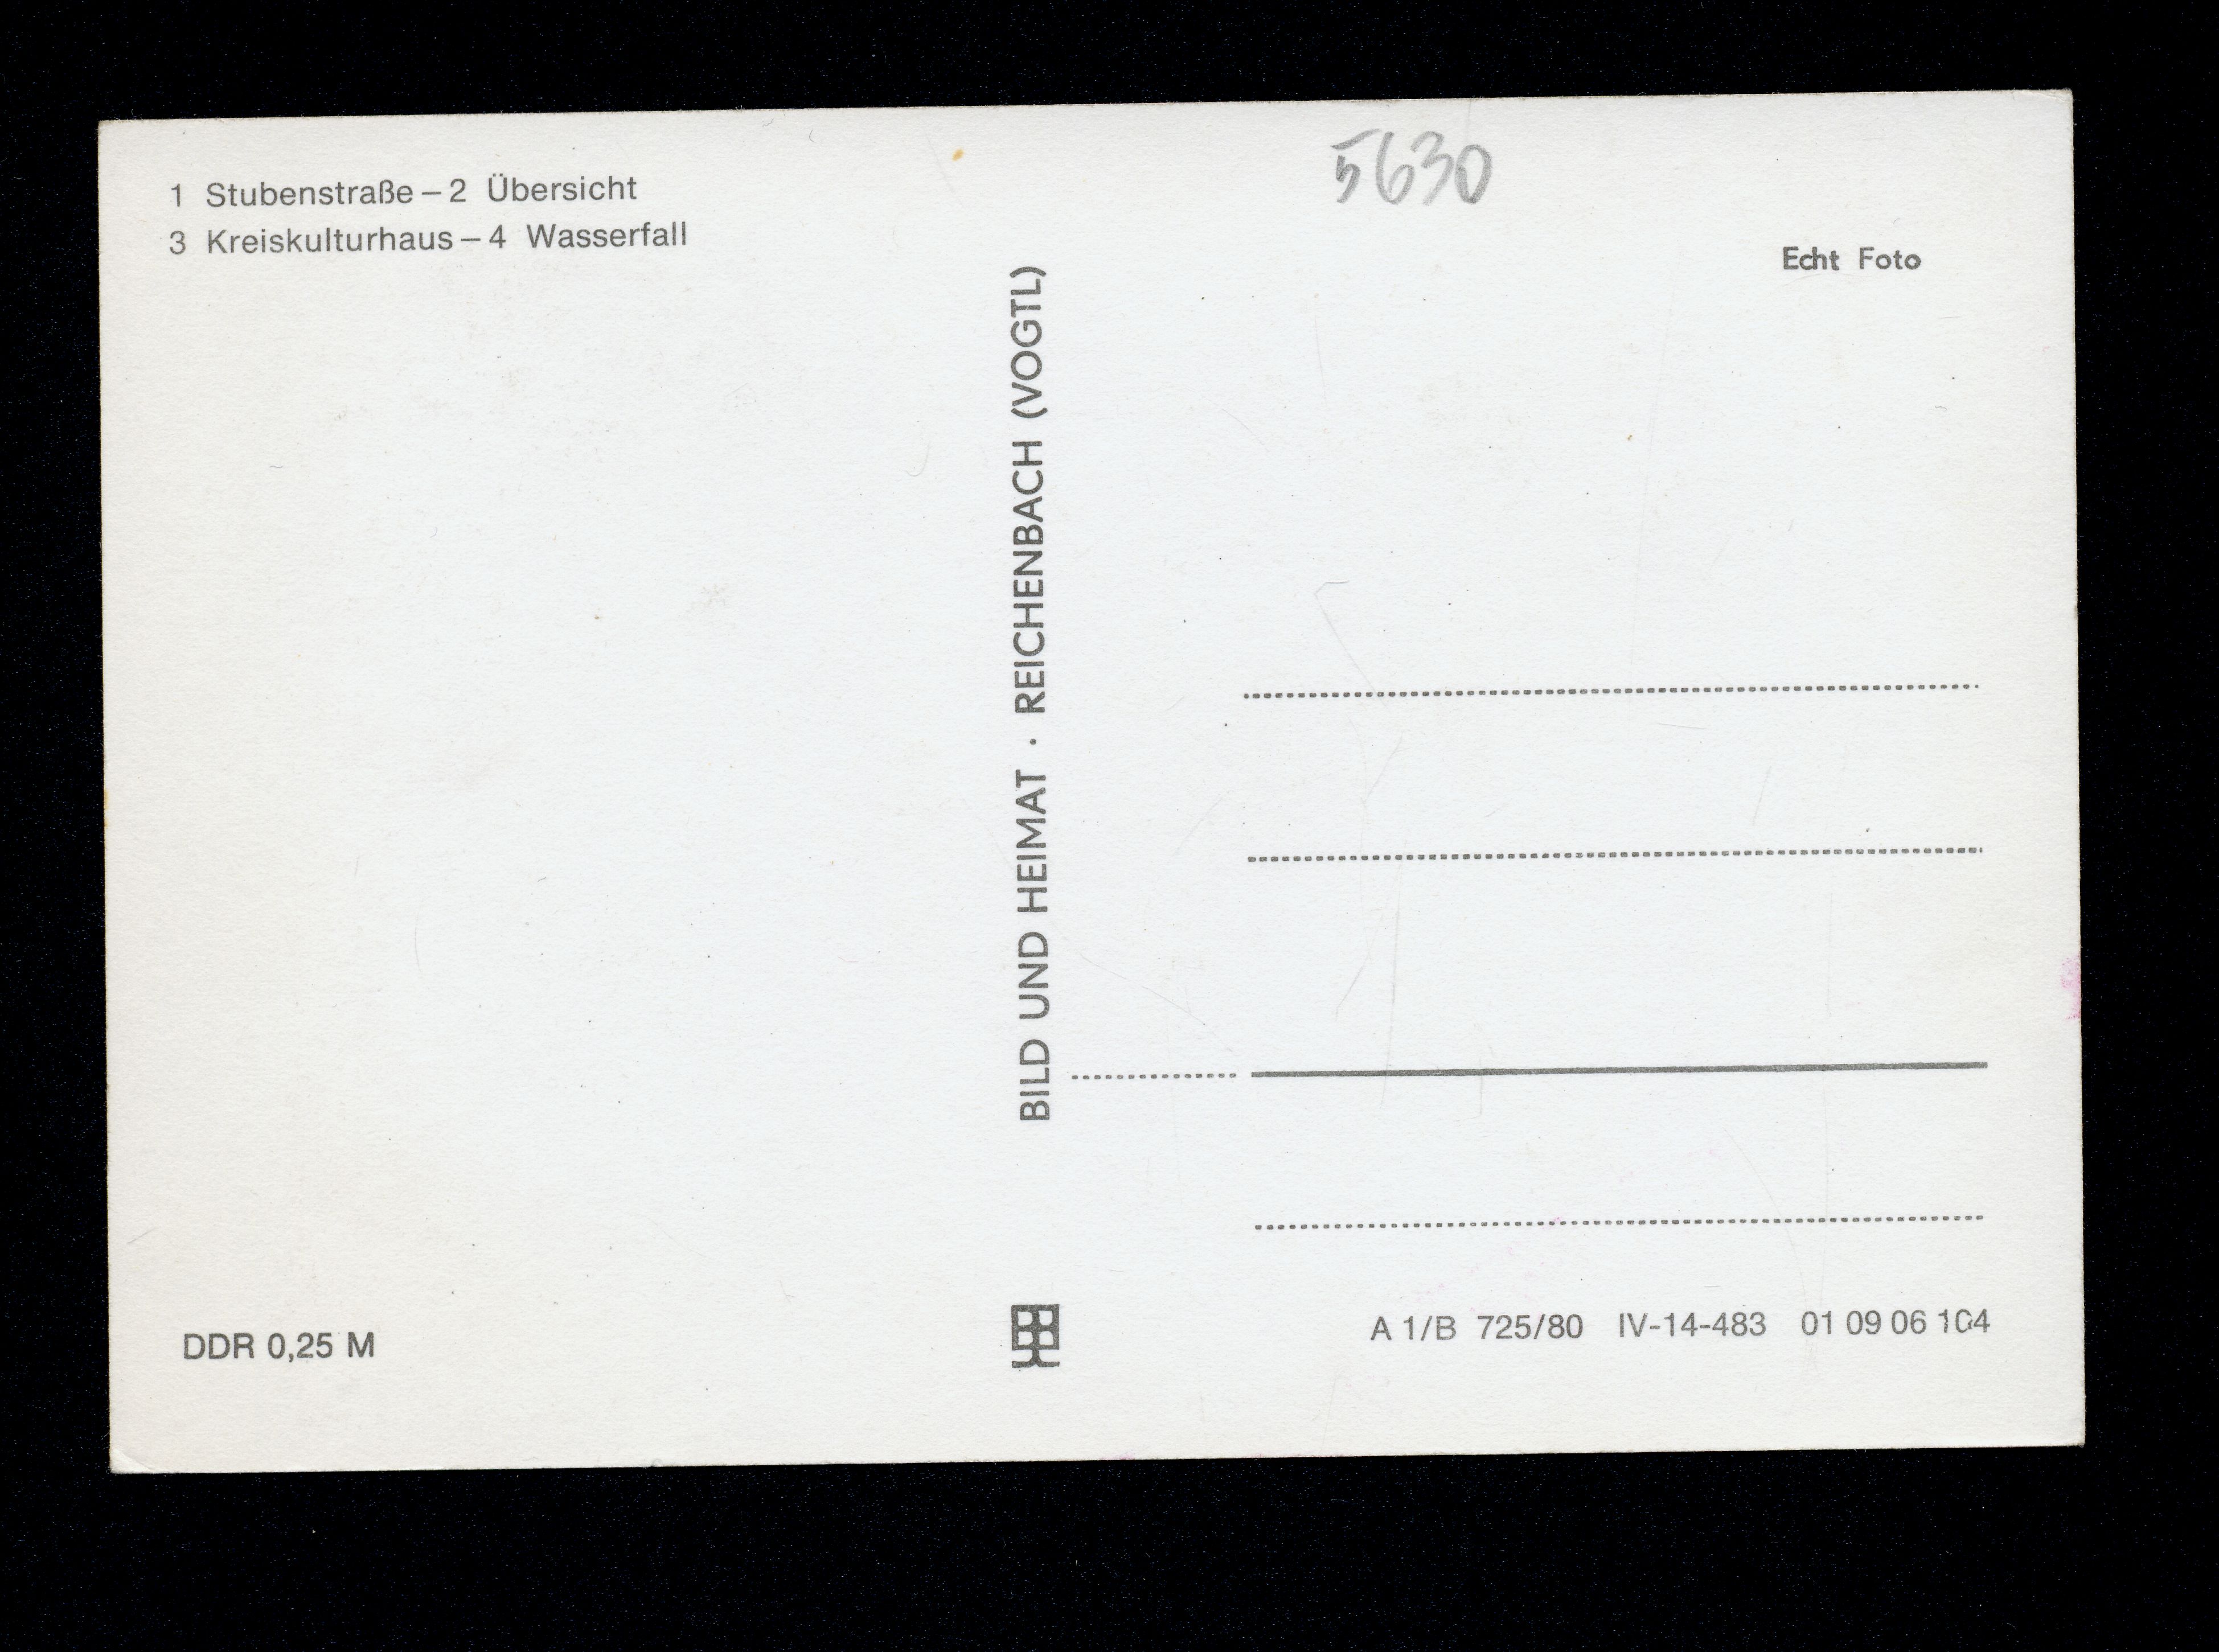 1 Stubenstraße – 2 Übersicht
3 Kreiskulturhaus – 4 Wasserfall
5630
Echt Foto
BILD UND HEIMAT · REICHENBACH (VOGTL)
DDR 0,25 M
A 1/B 725/80 IV-14-483 01 09 06 104